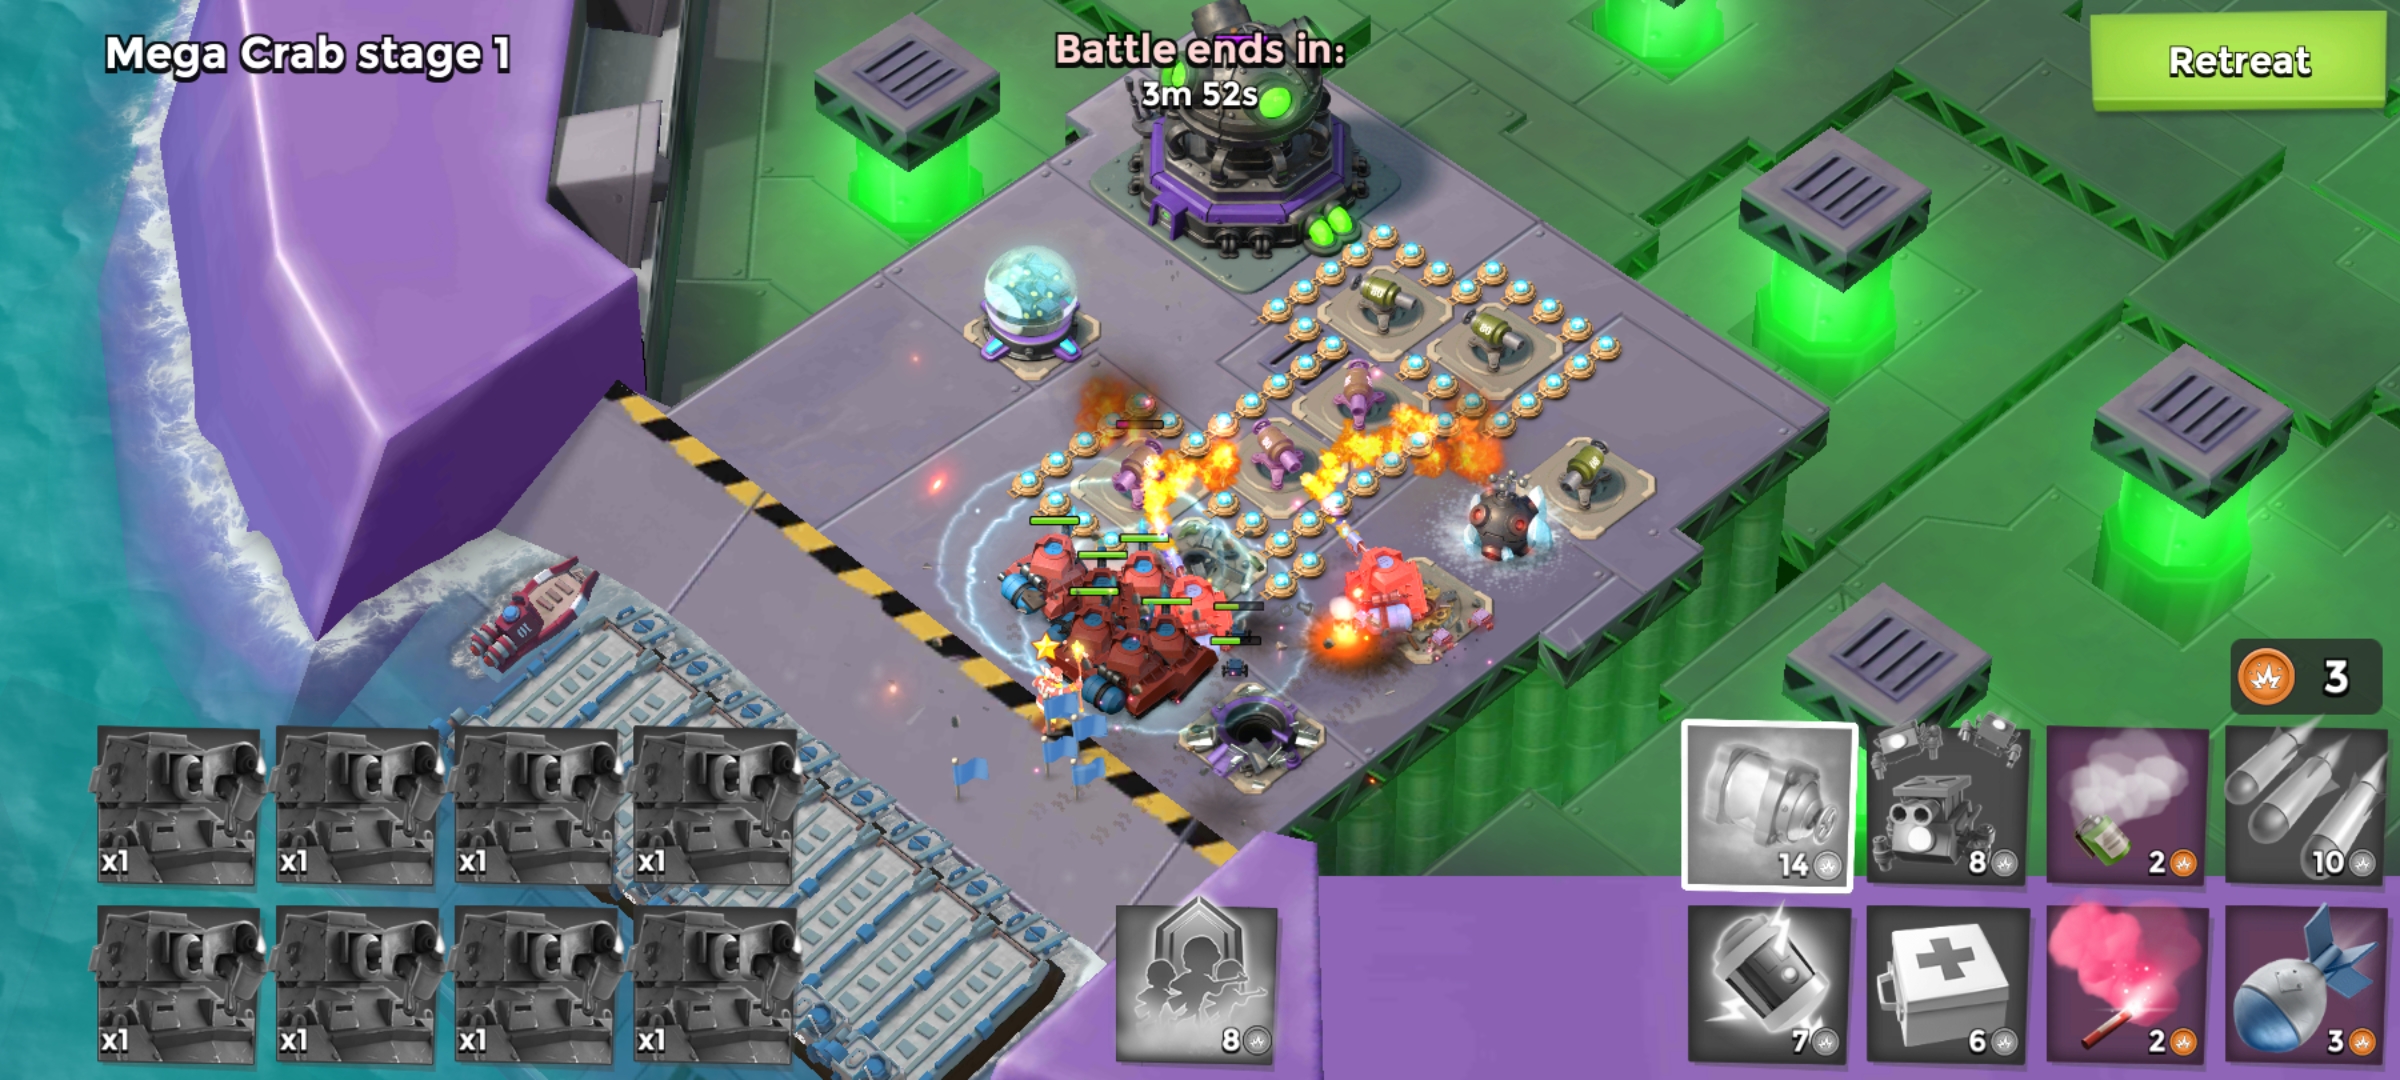 Mega Crab stage 1
Battle ends in:
3m 52s
Retreat
3
x1
x1
x1
x1
14
8
2
10
x1
x1
x1
x1
8
7
6
2
3